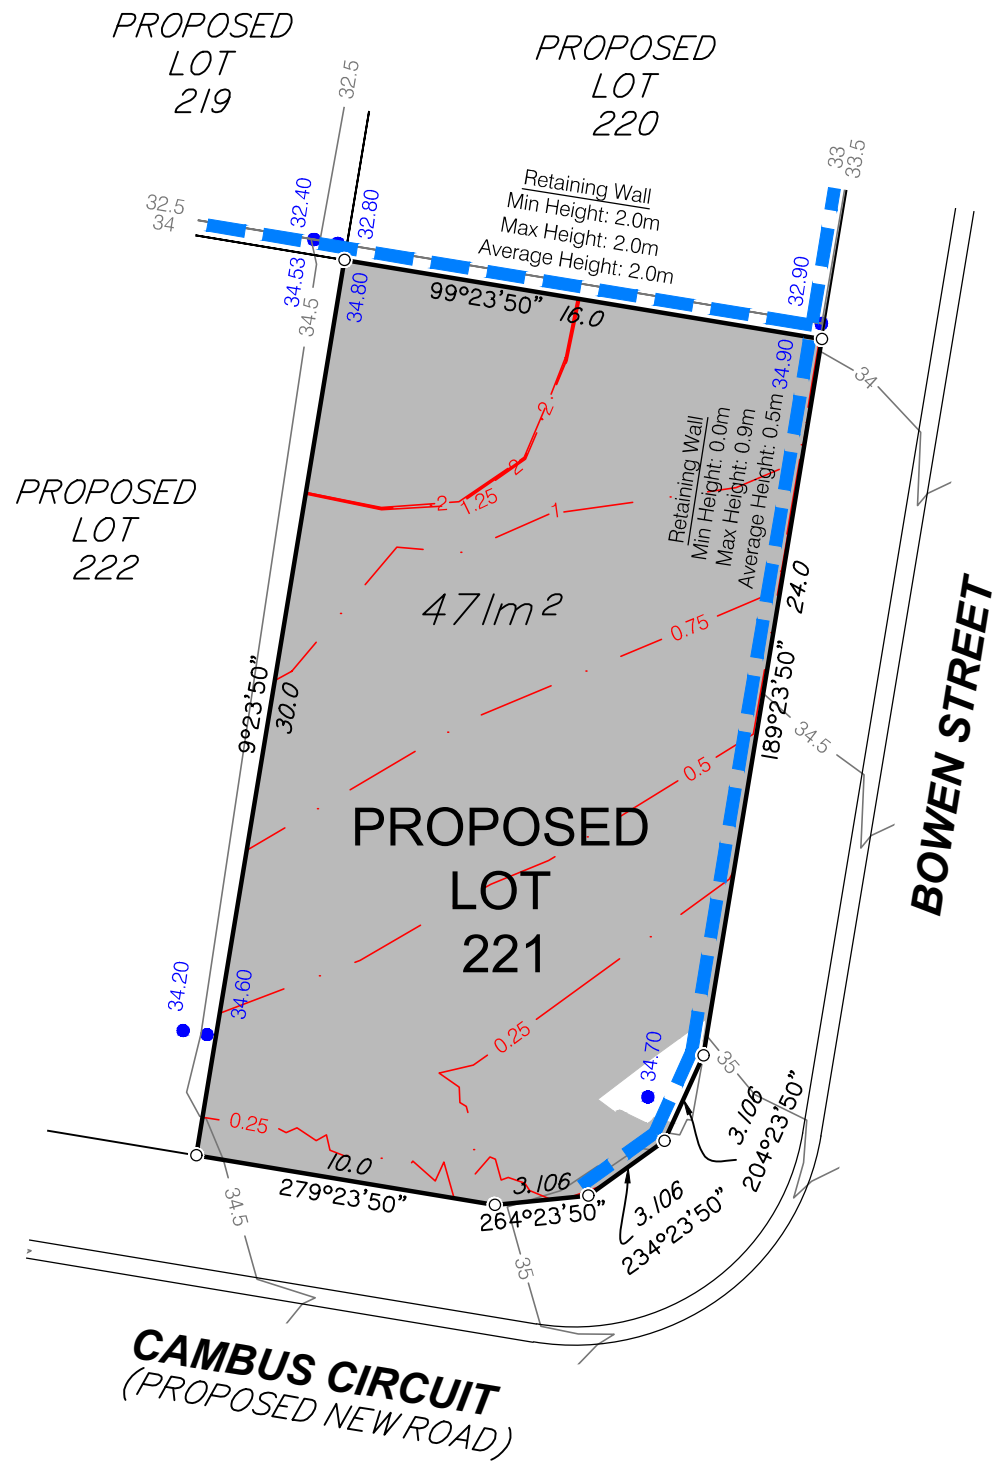 PROPOSED
LOT
219
PROPOSED
LOT
220
32.5
33
33.5
32.5
34
32.40
32.80
Retaining Wall
Min Height: 2.0m
Max Height: 2.0m
Average Height: 2.0m
34.53
34.80
34.5
99°23'50"
16.0
32.90
34.90
34
2
2
2
1.25
1
Retaining Wall
Min Height: 0.0m
Max Height: 0.9m
Average Height: 0.5m
PROPOSED
LOT
222
471m²
24.0
189°23'50"
0.75
9°23'50"
30.0
34.5
0.5
BOWEN STREET
PROPOSED
LOT
221
34.20
34.60
0.25
34.70
35
3.106
204°23'50"
0.25
10.0
279°23'50"
3.106
264°23'50"
3.106
234°23'50"
34.5
35
CAMBUS CIRCUIT
(PROPOSED NEW ROAD)